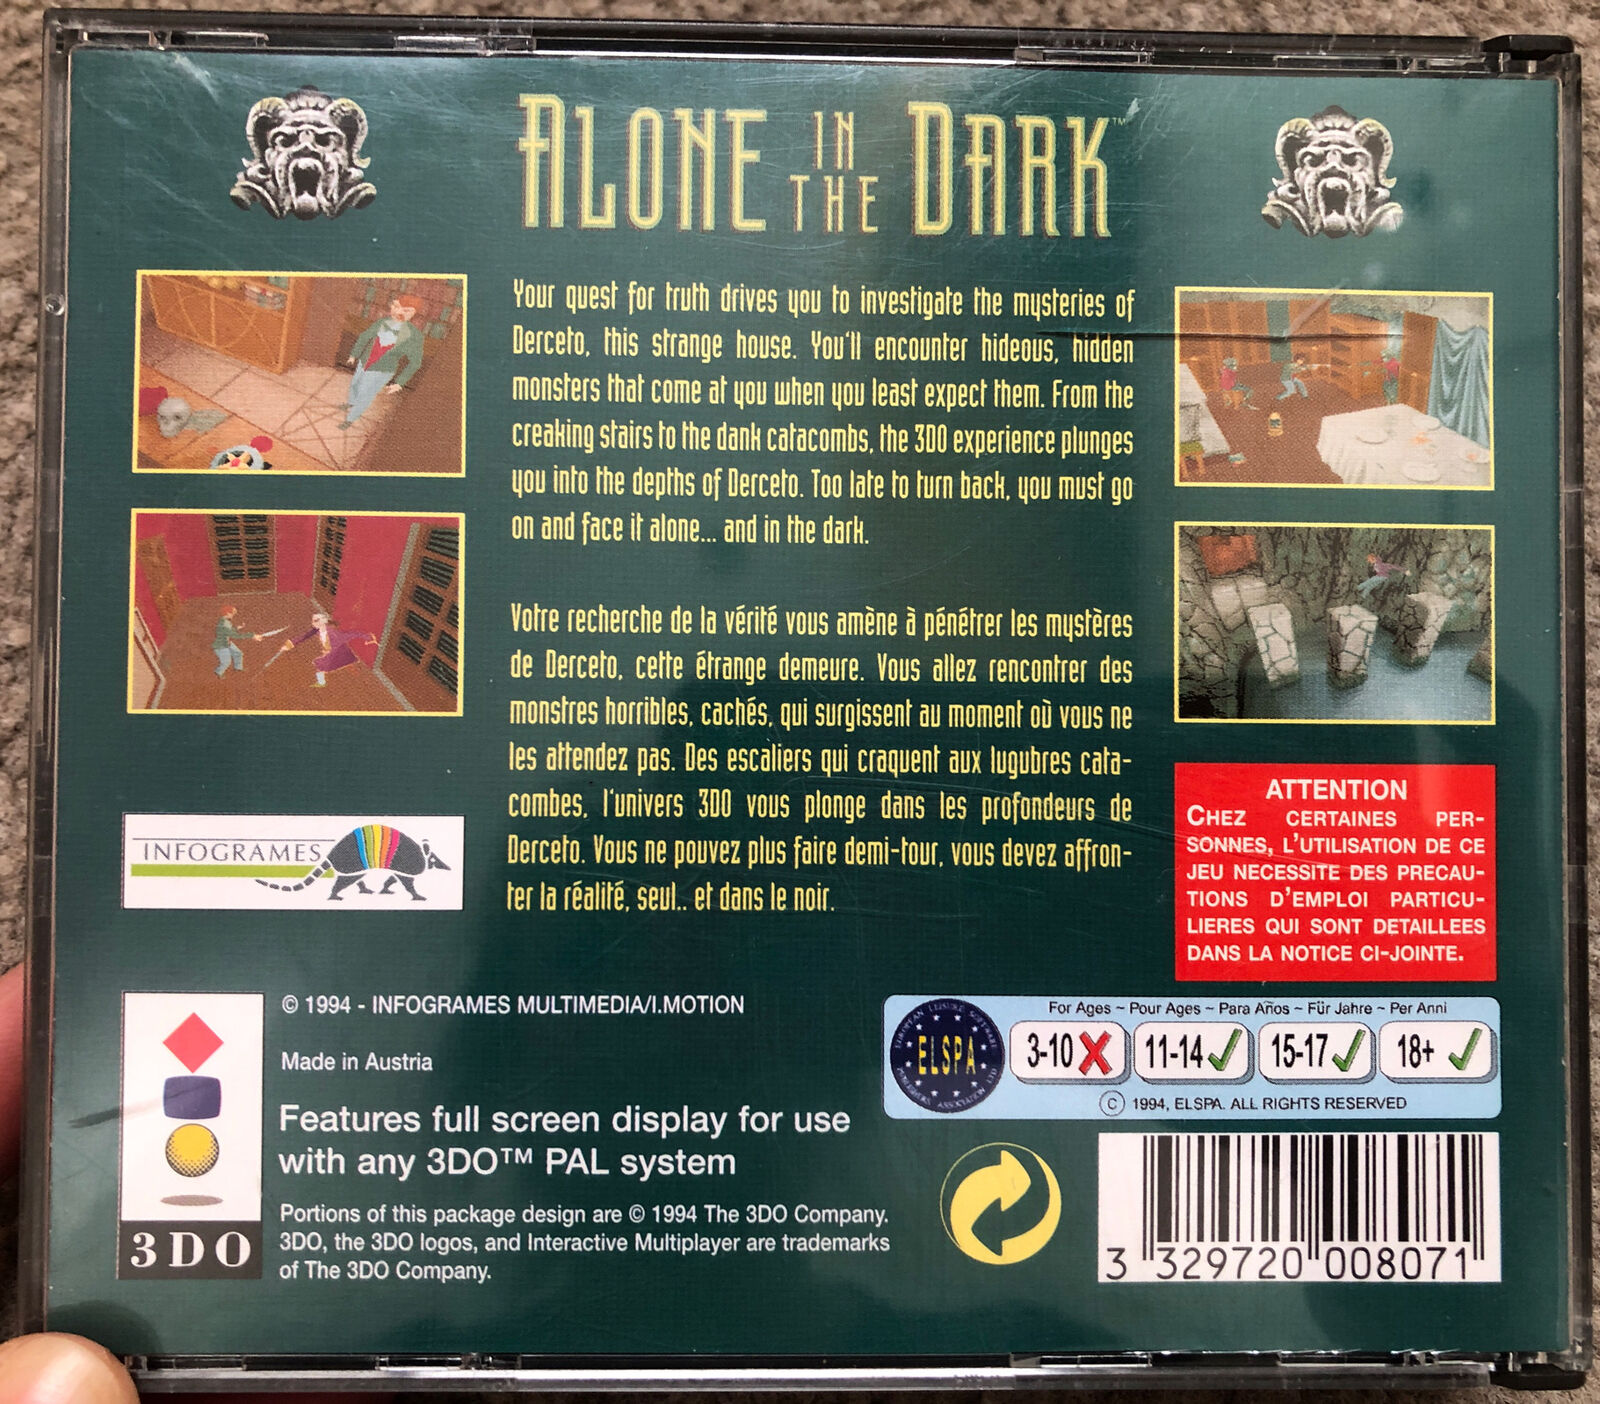 ALONE IN THE DARK™
Your quest for truth drives you to investigate the mysteries of
Derceto, this strange house. You'll encounter hideous, hidden
monsters that come at you when you least expect them. From the
creaking stairs to the dank catacombs, the 3DO experience plunges
you into the depths of Derceto. Too late to turn back, you must go
on and face it alone... and in the dark.
Votre recherche de la vérité vous amène à pénétrer les mystères
de Derceto, cette étrange demeure. Vous allez rencontrer des
monstres horribles, cachés, qui surgissent au moment où vous ne
les attendez pas. Des escaliers qui craquent aux lugubres cata-
combes, l'univers 3DO vous plonge dans les profondeurs de
Derceto. Vous ne pouvez plus faire demi-tour, vous devez affron-
ter la réalité, seul.. et dans le noir.
INFOGRAMES
ATTENTION
CHEZ CERTAINES PER-
SONNES, L'UTILISATION DE CE
JEU NECESSITE DES PRECAU-
TIONS D'EMPLOI PARTICU-
LIERES QUI SONT DETAILLEES
DANS LA NOTICE CI-JOINTE.
© 1994 - INFOGRAMES MULTIMEDIA/I.MOTION
Made in Austria
Features full screen display for use
with any 3DO™ PAL system
Portions of this package design are © 1994 The 3DO Company.
3DO, the 3DO logos, and Interactive Multiplayer are trademarks
of The 3DO Company.
3DO
For Ages ~ Pour Ages ~ Para Años ~ Für Jahre ~ Per Anni
EUROPEAN LEISURE SOFTWARE PUBLISHERS ASSOCIATION LTD
ELSPA
3-10 11-14 15-17 18+
© 1994, ELSPA. ALL RIGHTS RESERVED
3 329720 008071